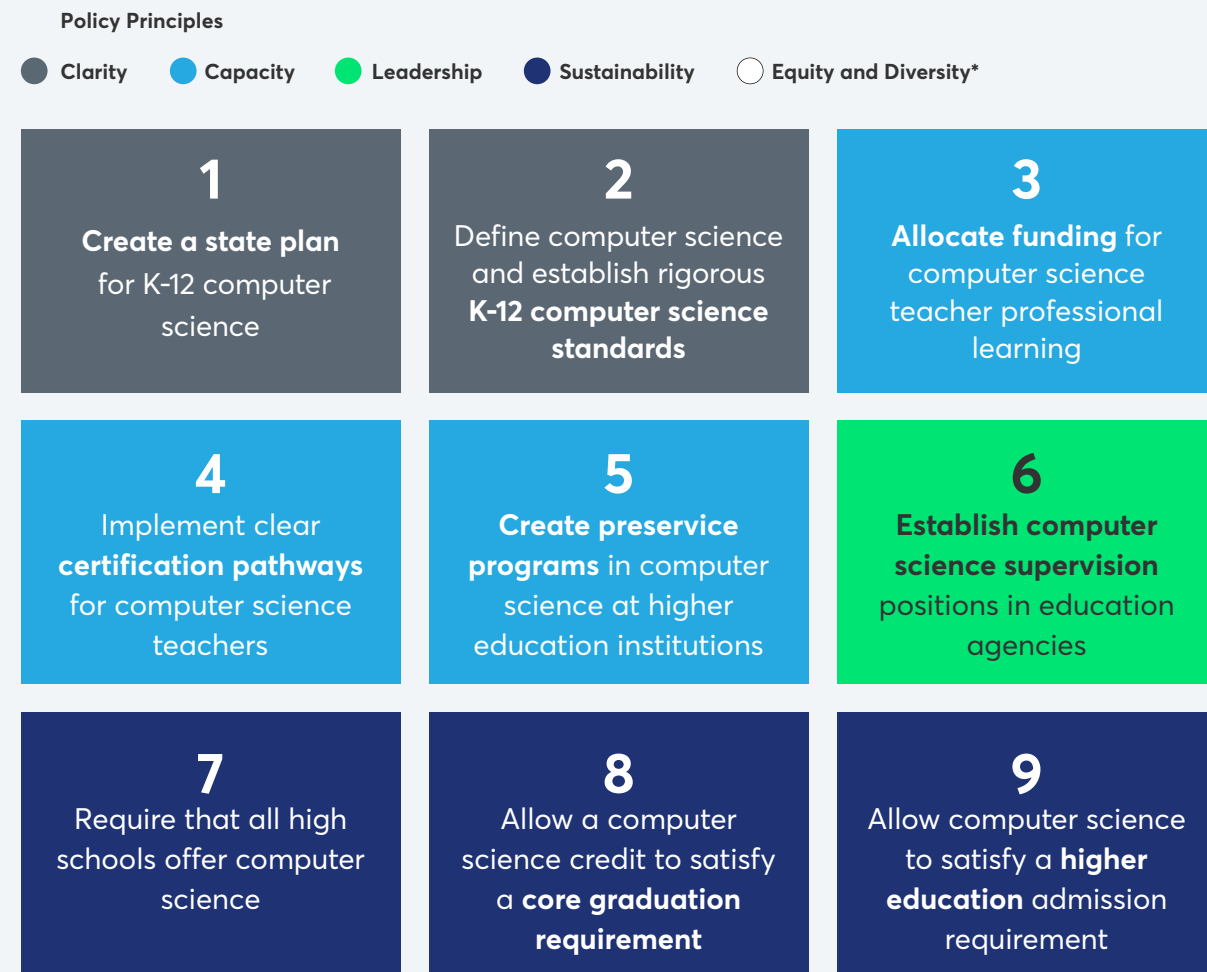 Policy Principles
Clarity Capacity Leadership Sustainability Equity and Diversity*
1
Create a state plan
for K-12 computer
science
2
Define computer science
and establish rigorous
K-12 computer science
standards
3
Allocate funding for
computer science
teacher professional
learning
4
Implement clear
certification pathways
for computer science
teachers
5
Create preservice
programs in computer
science at higher
education institutions
6
Establish computer
science supervision
positions in education
agencies
7
Require that all high
schools offer computer
science
8
Allow a computer
science credit to satisfy
a core graduation
requirement
9
Allow computer science
to satisfy a higher
education admission
requirement